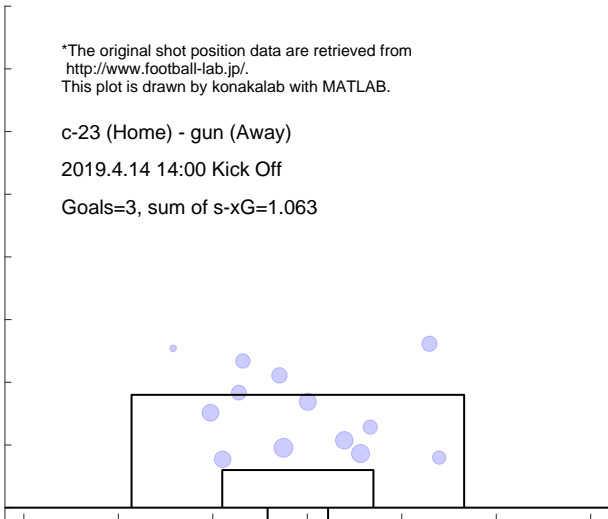 *The original shot position data are retrieved from
http://www.football-lab.jp/.
This plot is drawn by konakalab with MATLAB.
c-23 (Home) - gun (Away)
2019.4.14 14:00 Kick Off
Goals=3, sum of s-xG=1.063